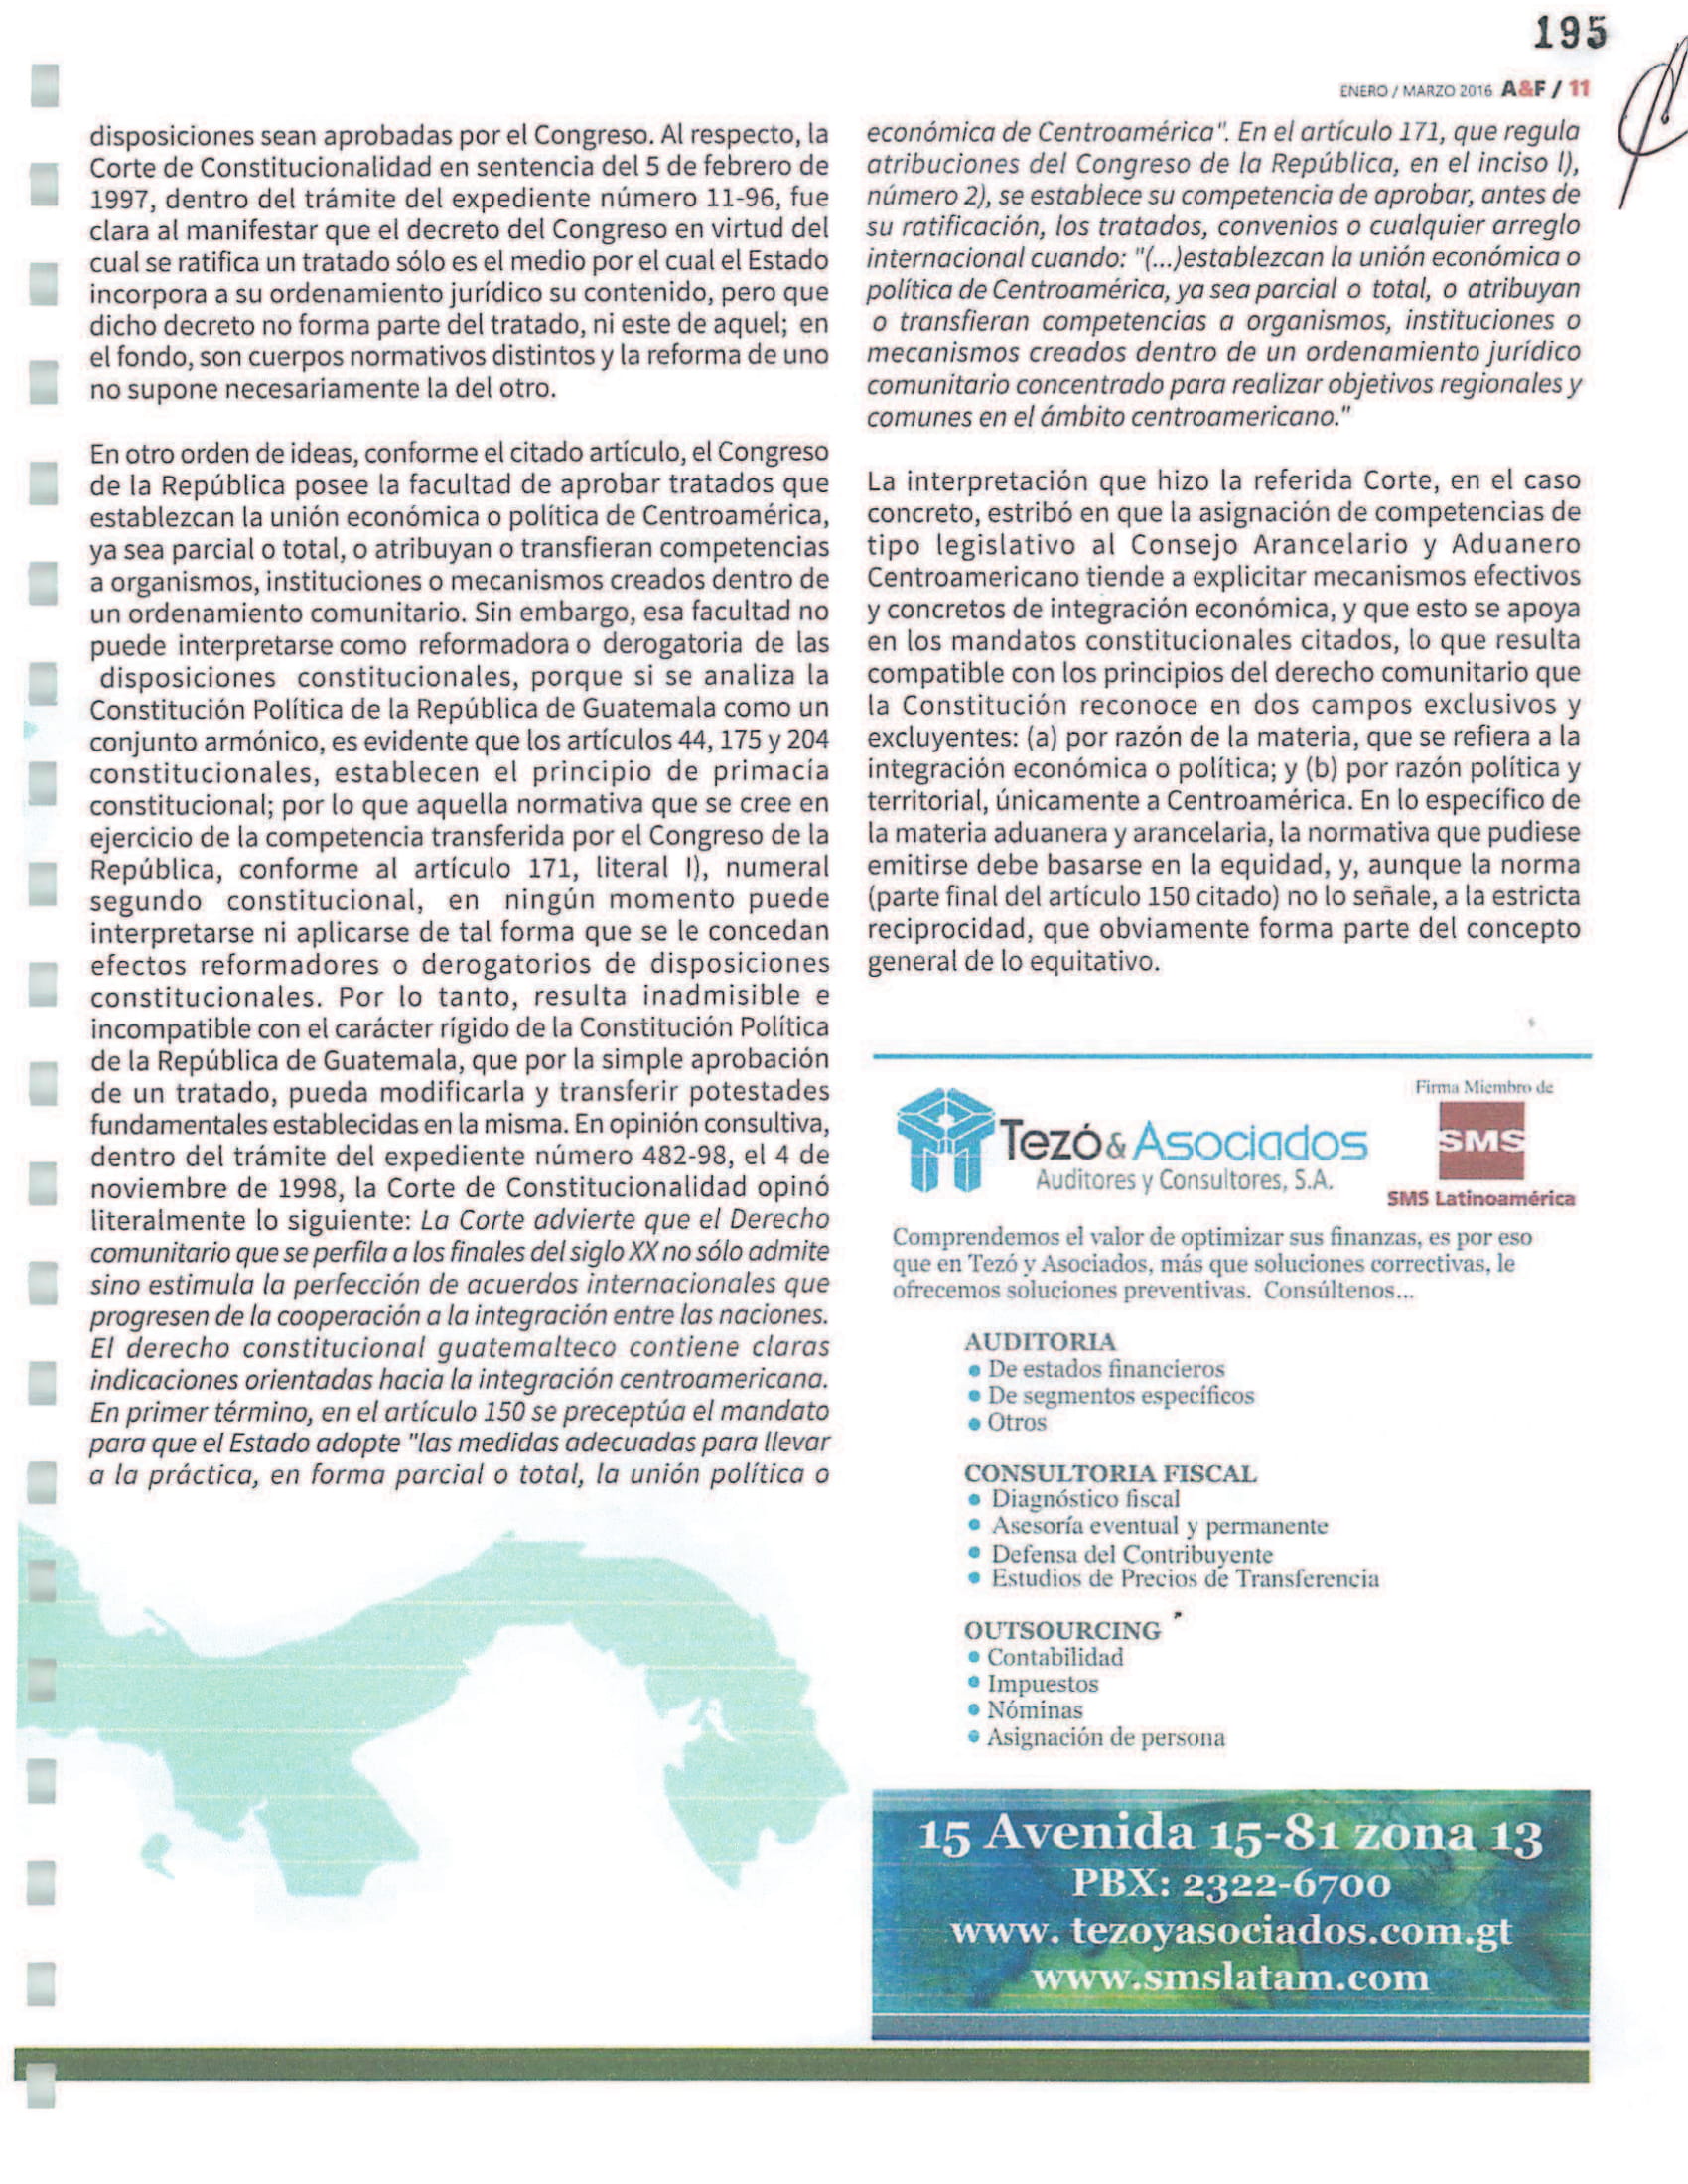 195
ENERO / MARZO 2016 A&F / 11
disposiciones sean aprobadas por el Congreso. Al respecto, la
Corte de Constitucionalidad en sentencia del 5 de febrero de
1997, dentro del trámite del expediente número 11-96, fue
clara al manifestar que el decreto del Congreso en virtud del
cual se ratifica un tratado sólo es el medio por el cual el Estado
incorpora a su ordenamiento jurídico su contenido, pero que
dicho decreto no forma parte del tratado, ni este de aquel; en
el fondo, son cuerpos normativos distintos y la reforma de uno
no supone necesariamente la del otro.
En otro orden de ideas, conforme el citado artículo, el Congreso
de la República posee la facultad de aprobar tratados que
establezcan la unión económica o política de Centroamérica,
ya sea parcial o total, o atribuyan o transfieran competencias
a organismos, instituciones o mecanismos creados dentro de
un ordenamiento comunitario. Sin embargo, esa facultad no
puede interpretarse como reformadora o derogatoria de las
disposiciones constitucionales, porque si se analiza la
Constitución Política de la República de Guatemala como un
conjunto armónico, es evidente que los artículos 44, 175 y 204
constitucionales, establecen el principio de primacía
constitucional; por lo que aquella normativa que se cree en
ejercicio de la competencia transferida por el Congreso de la
República, conforme al artículo 171, literal l), numeral
segundo constitucional, en ningún momento puede
interpretarse ni aplicarse de tal forma que se le concedan
efectos reformadores o derogatorios de disposiciones
constitucionales. Por lo tanto, resulta inadmisible e
incompatible con el carácter rígido de la Constitución Política
de la República de Guatemala, que por la simple aprobación
de un tratado, pueda modificarla y transferir potestades
fundamentales establecidas en la misma. En opinión consultiva,
dentro del trámite del expediente número 482-98, el 4 de
noviembre de 1998, la Corte de Constitucionalidad opinó
literalmente lo siguiente: La Corte advierte que el Derecho
comunitario que se perfila a los finales del siglo XX no sólo admite
sino estimula la perfección de acuerdos internacionales que
progresen de la cooperación a la integración entre las naciones.
El derecho constitucional guatemalteco contiene claras
indicaciones orientadas hacia la integración centroamericana.
En primer término, en el artículo 150 se preceptúa el mandato
para que el Estado adopte "las medidas adecuadas para llevar
a la práctica, en forma parcial o total, la unión política o
económica de Centroamérica". En el artículo 171, que regula
atribuciones del Congreso de la República, en el inciso l),
número 2), se establece su competencia de aprobar, antes de
su ratificación, los tratados, convenios o cualquier arreglo
internacional cuando: "(...)establezcan la unión económica o
política de Centroamérica, ya sea parcial o total, o atribuyan
o transfieran competencias a organismos, instituciones o
mecanismos creados dentro de un ordenamiento jurídico
comunitario concentrado para realizar objetivos regionales y
comunes en el ámbito centroamericano."
La interpretación que hizo la referida Corte, en el caso
concreto, estribó en que la asignación de competencias de
tipo legislativo al Consejo Arancelario y Aduanero
Centroamericano tiende a explicitar mecanismos efectivos
y concretos de integración económica, y que esto se apoya
en los mandatos constitucionales citados, lo que resulta
compatible con los principios del derecho comunitario que
la Constitución reconoce en dos campos exclusivos y
excluyentes: (a) por razón de la materia, que se refiera a la
integración económica o política; y (b) por razón política y
territorial, únicamente a Centroamérica. En lo específico de
la materia aduanera y arancelaria, la normativa que pudiese
emitirse debe basarse en la equidad, y, aunque la norma
(parte final del artículo 150 citado) no lo señale, a la estricta
reciprocidad, que obviamente forma parte del concepto
general de lo equitativo.
Tezó & Asociados
Auditores y Consultores, S.A.
Firma Miembro de
SMS
SMS Latinoamérica
Comprendemos el valor de optimizar sus finanzas, es por eso
que en Tezó y Asociados, más que soluciones correctivas, le
ofrecemos soluciones preventivas. Consúltenos...
AUDITORIA
• De estados financieros
• De segmentos específicos
• Otros
CONSULTORIA FISCAL
• Diagnóstico fiscal
• Asesoría eventual y permanente
• Defensa del Contribuyente
• Estudios de Precios de Transferencia
OUTSOURCING
• Contabilidad
• Impuestos
• Nóminas
• Asignación de persona
15 Avenida 15-81 zona 13
PBX: 2322-6700
www. tezoyasociados.com.gt
www.smslatam.com